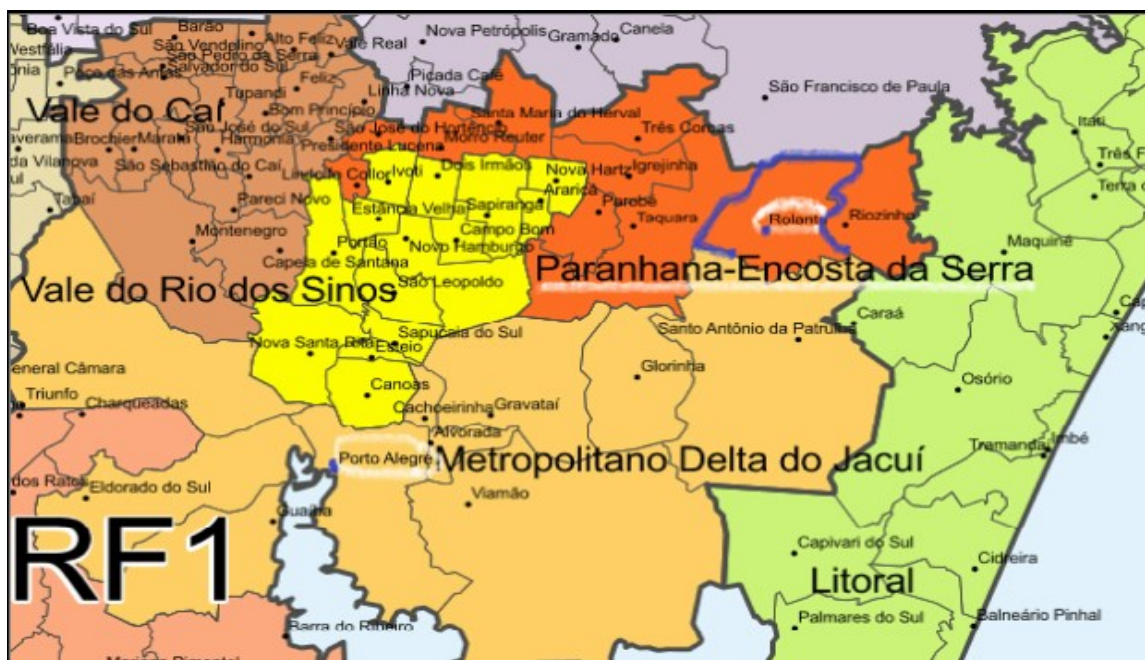 Boa Vista do Sul
Barão
Alto Feliz
Nova Petrópolis
Gramado
Canela
Westfália
São Vendelino
Vale Real
São Pedro da Serra
Salvador do Sul
Poço das Antas
Feliz
Picada Café
São Francisco de Paula
Tupandi
Linha Nova
Vale do Caí
Bom Princípio
Santa Maria do Herval
Itati
São José do Sul
São José do Hortêncio
Morro Reuter
Três Coroas
Brochier
Maratá
Harmonia
Presidente Lucena
São Sebastião do Caí
Dois Irmãos
Igrejinha
Lindolfo Collor
Ivoti
Nova Hartz
Araricá
Tabaí
Pareci Novo
Estância Velha
Sapiranga
Parobé
Taquara
Riozinho
Montenegro
Portão
Campo Bom
Novo Hamburgo
Maquiné
Capela de Santana
Paranhana-Encosta da Serra
Vale do Rio dos Sinos
São Leopoldo
Sapucaia do Sul
Santo Antônio da Patrulha
Caraá
Nova Santa Rita
Esteio
General Câmara
Glorinha
Triunfo
Canoas
Osório
Charqueadas
Cachoeirinha
Gravataí
Alvorada
Imbé
Tramandaí
Porto Alegre
Metropolitano Delta do Jacuí
Eldorado do Sul
Viamão
RF1
Guaíba
Capivari do Sul
Cidreira
Litoral
Palmares do Sul
Balneário Pinhal
Barra do Ribeiro